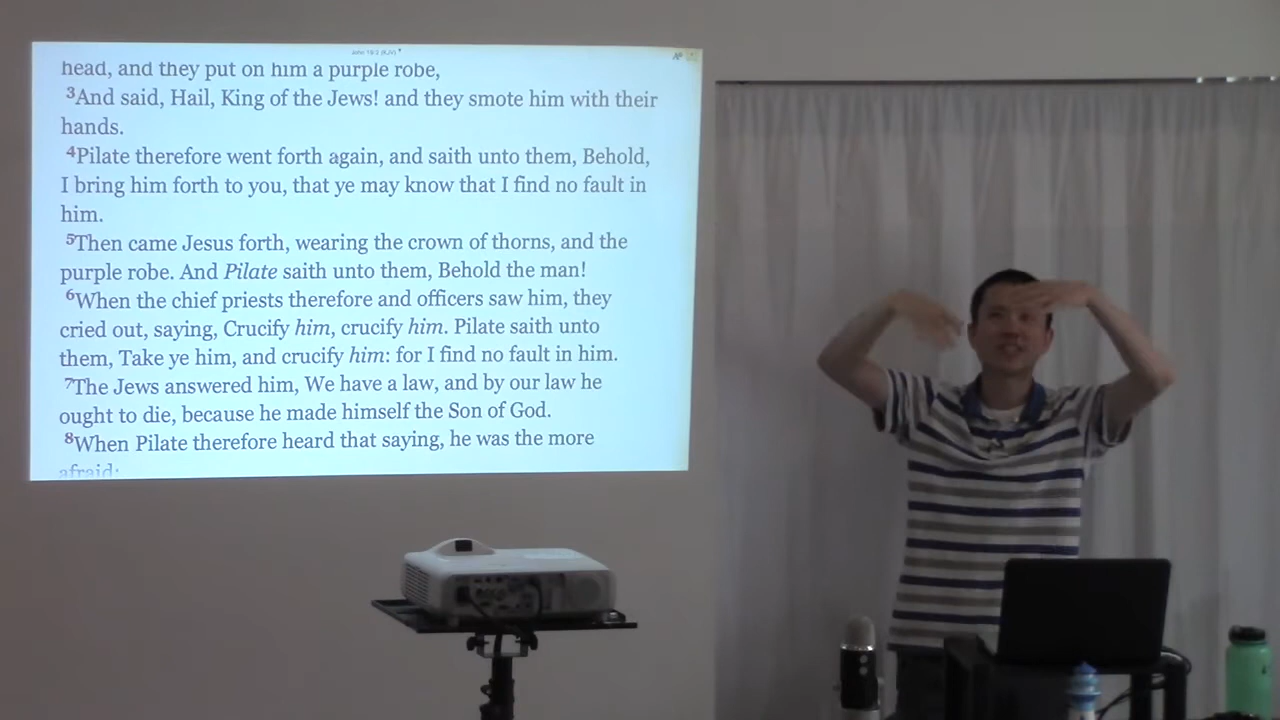 head, and they put on him a purple robe,
3And said, Hail, King of the Jews! and they smote him with their
hands.
4Pilate therefore went forth again, and saith unto them, Behold,
I bring him forth to you, that ye may know that I find no fault in
him.
5Then came Jesus forth, wearing the crown of thorns, and the
purple robe. And Pilate saith unto them, Behold the man!
6When the chief priests therefore and officers saw him, they
cried out, saying, Crucify him, crucify him. Pilate saith unto
them, Take ye him, and crucify him: for I find no fault in him.
7The Jews answered him, We have a law, and by our law he
ought to die, because he made himself the Son of God.
8When Pilate therefore heard that saying, he was the more
afraid;